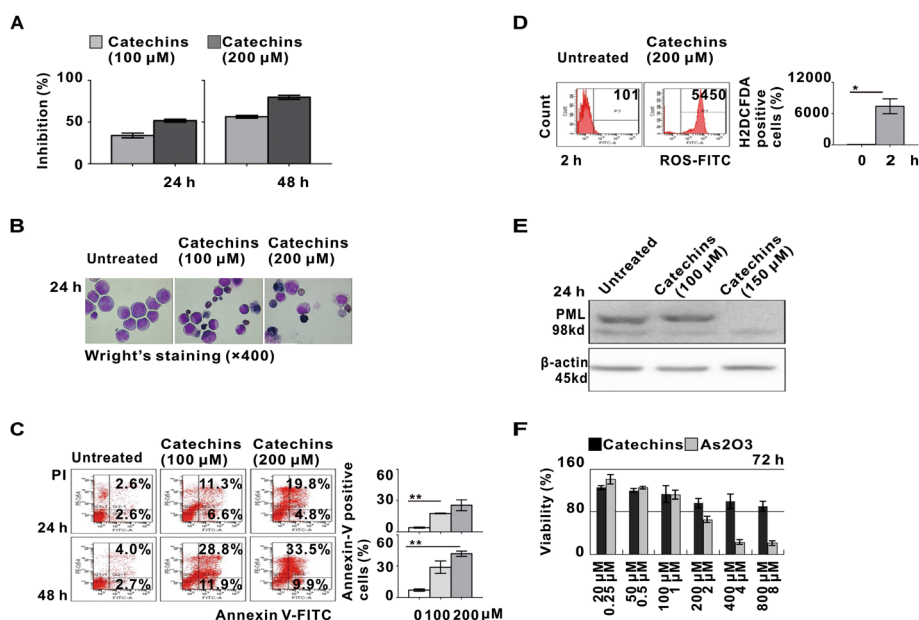 A
Catechins
(100 µM)
Catechins
(200 µM)
Inhibition (%)
100
50
0
24 h
48 h
B
Untreated
Catechins
(100 µM)
Catechins
(200 µM)
24 h
Wright's staining (×400)
C
Untreated
Catechins
(100 µM)
Catechins
(200 µM)
PI
2.6%
2.6%
11.3%
6.6%
19.8%
4.8%
24 h
4.0%
2.7%
28.8%
11.9%
33.5%
9.9%
48 h
FITC-A
FITC-A
FITC-A
Annexin V-FITC
Annexin-V positive
cells (%)
60
30
0
**
60
30
0
**
0 100 200 µM
D
Untreated
Catechins
(200 µM)
Count
101
5450
FITC-A
FITC-A
2 h
ROS-FITC
H2DCFDA
positive
cells (%)
12000
6000
0
*
0 2 h
E
Untreated
Catechins
(100 µM)
Catechins
(150 µM)
24 h
PML
98kd
β-actin
45kd
F
Catechins
As2O3
72 h
Viability (%)
160
80
0
20 µM
0.25 µM
50 µM
0.5 µM
100 µM
1 µM
200 µM
2 µM
400 µM
4 µM
800 µM
8 µM